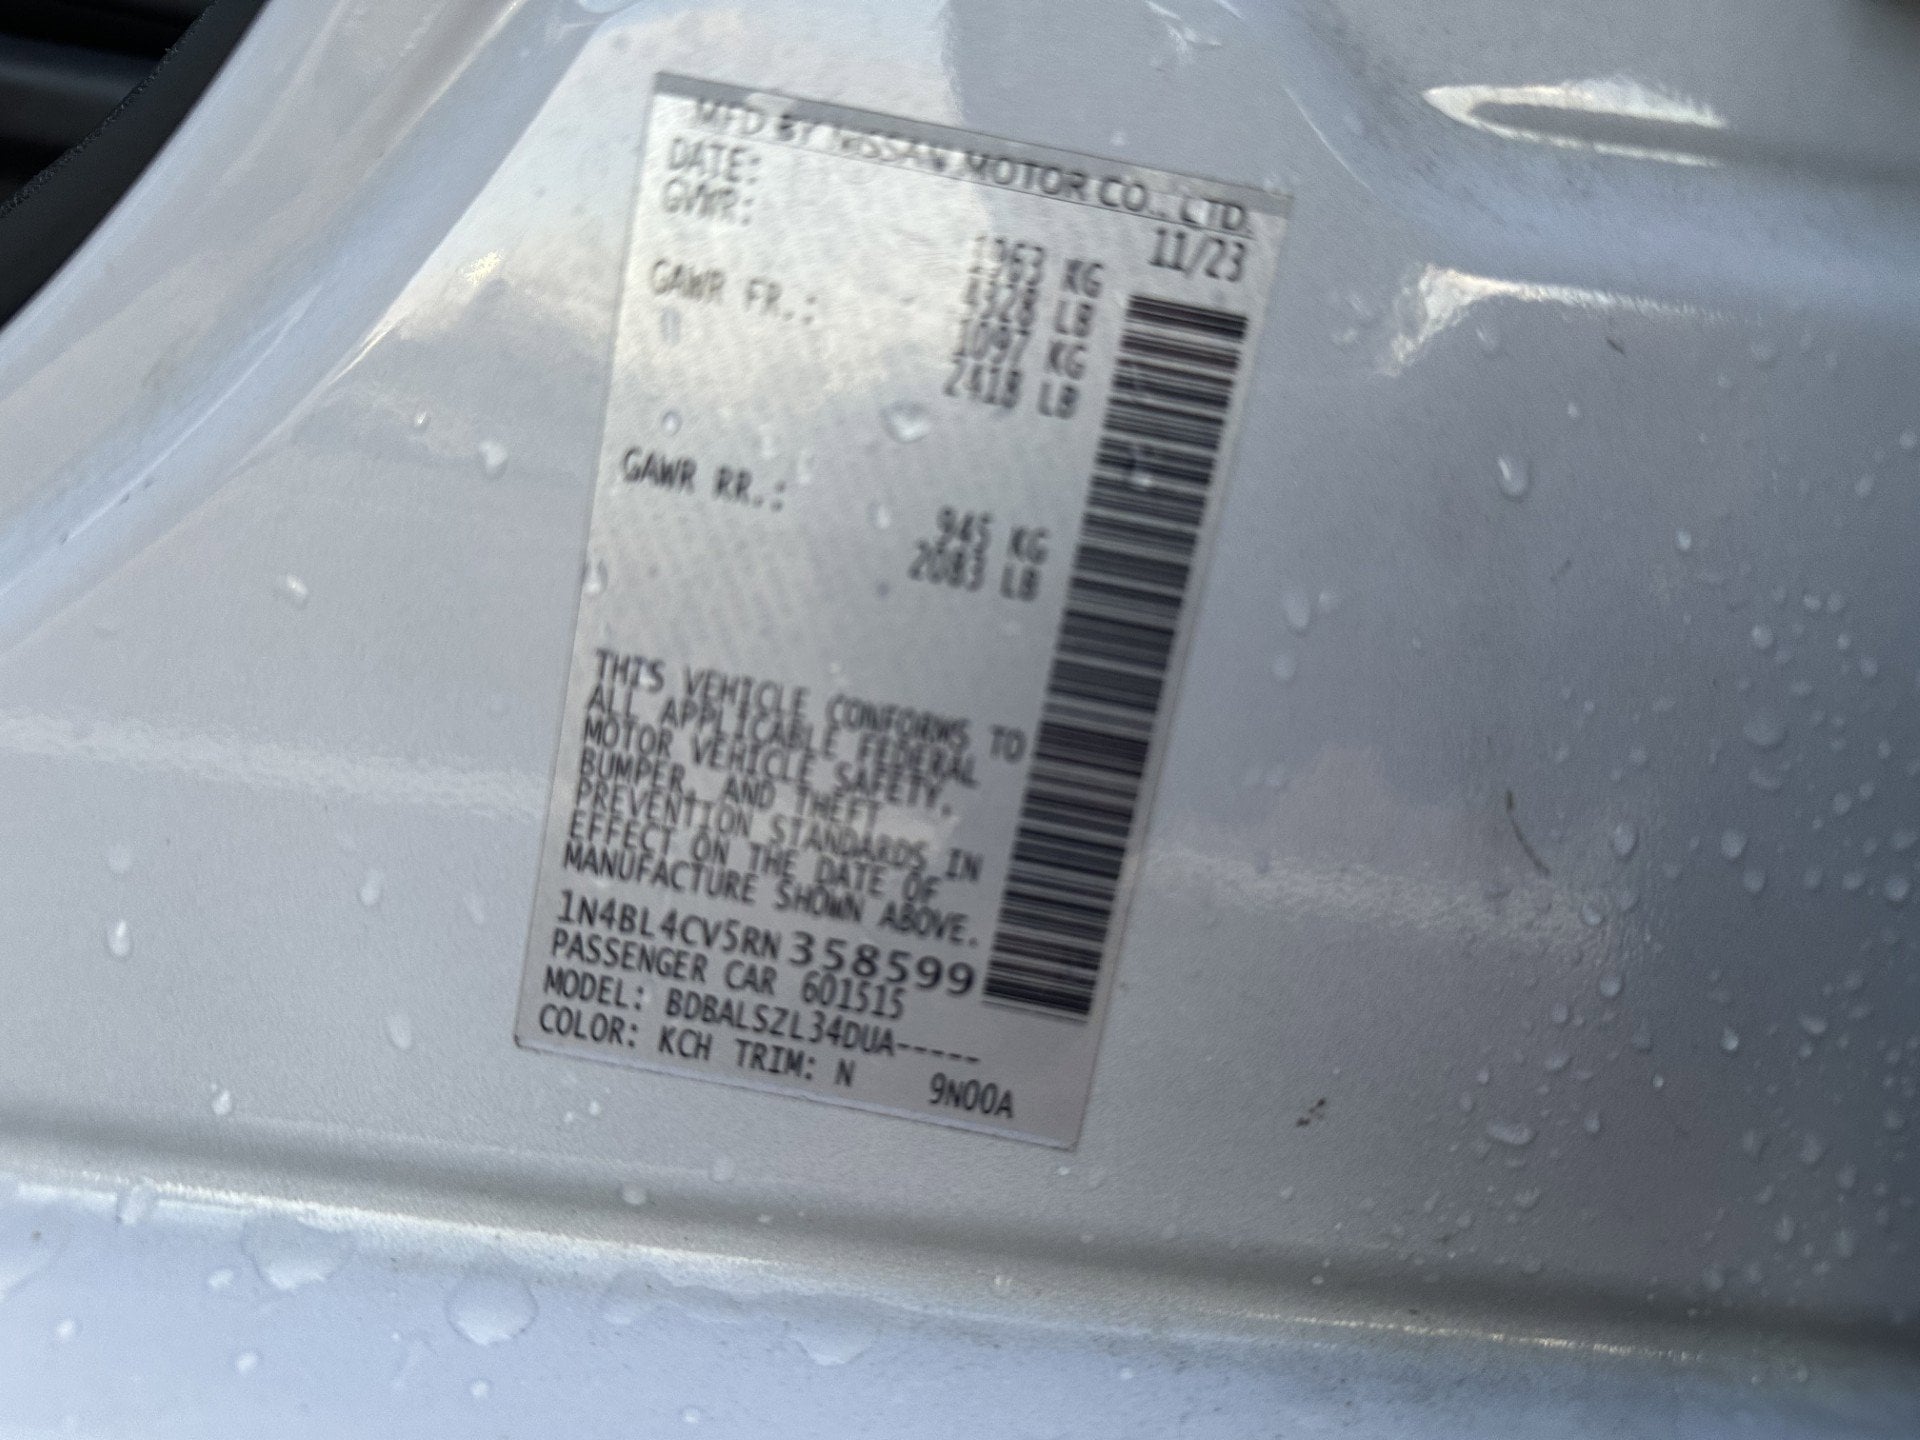 MFD BY NISSAN MOTOR CO., LTD.
DATE: 11/23
GVWR: 1963 KG
4328 LB
GAWR FR.: 1097 KG
2418 LB
GAWR RR.: 945 KG
2083 LB
THIS VEHICLE CONFORMS TO
ALL APPLICABLE FEDERAL
MOTOR VEHICLE SAFETY,
BUMPER, AND THEFT
PREVENTION STANDARDS IN
EFFECT ON THE DATE OF
MANUFACTURE SHOWN ABOVE.
1N4BL4CV5RN358599
PASSENGER CAR 601515
MODEL: BDBALSZL34DUA-----
COLOR: KCH TRIM: N 9N00A